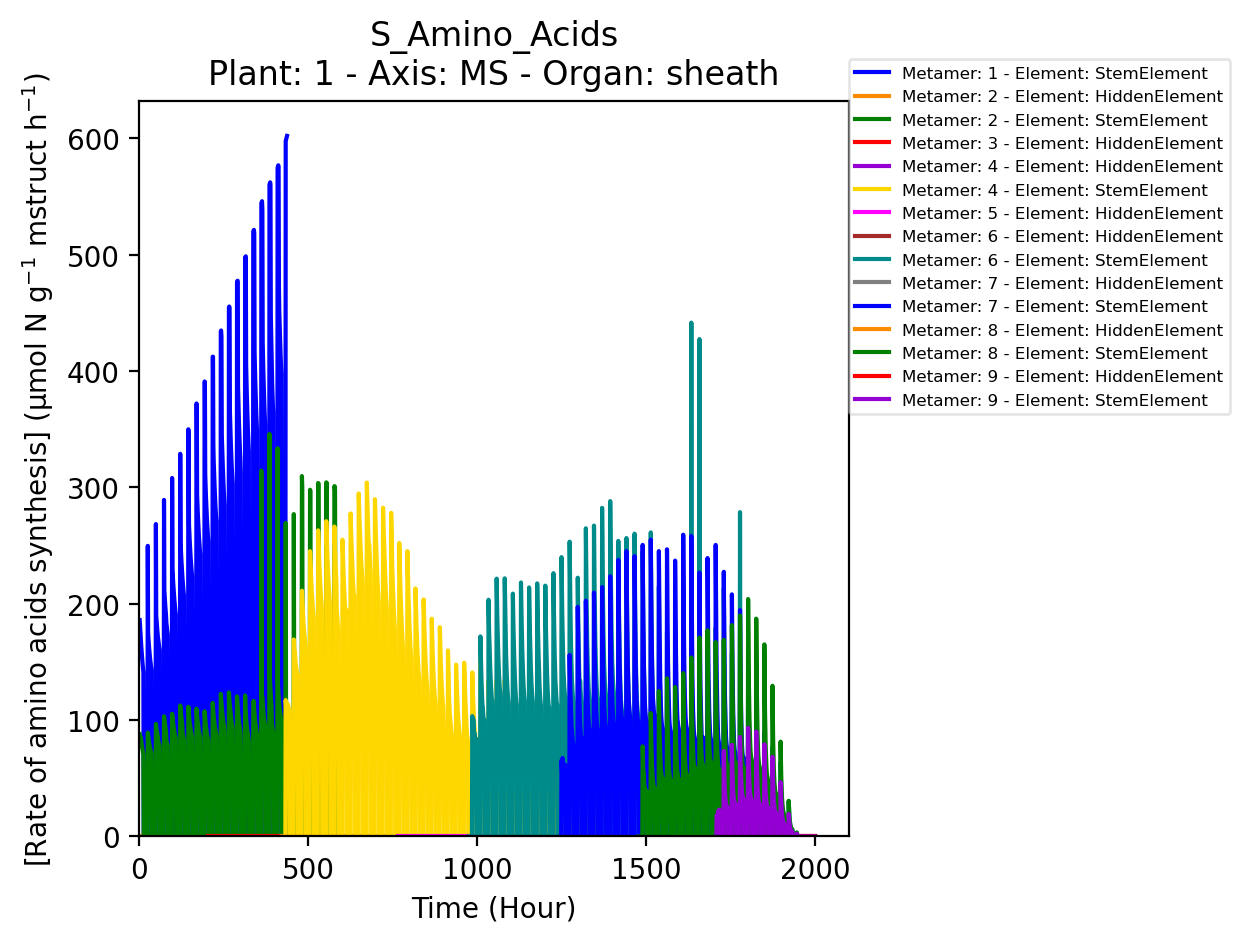 S_Amino_Acids
Plant: 1 - Axis: MS - Organ: sheath
Metamer: 1 - Element: StemElement
Metamer: 2 - Element: HiddenElement
Metamer: 2 - Element: StemElement
Metamer: 3 - Element: HiddenElement
Metamer: 4 - Element: HiddenElement
Metamer: 4 - Element: StemElement
Metamer: 5 - Element: HiddenElement
Metamer: 6 - Element: HiddenElement
Metamer: 6 - Element: StemElement
Metamer: 7 - Element: HiddenElement
Metamer: 7 - Element: StemElement
Metamer: 8 - Element: HiddenElement
Metamer: 8 - Element: StemElement
Metamer: 9 - Element: HiddenElement
Metamer: 9 - Element: StemElement
[Rate of amino acids synthesis] (µmol N g⁻¹ mstruct h⁻¹)
600
500
400
300
200
100
0
0 500 1000 1500 2000
Time (Hour)